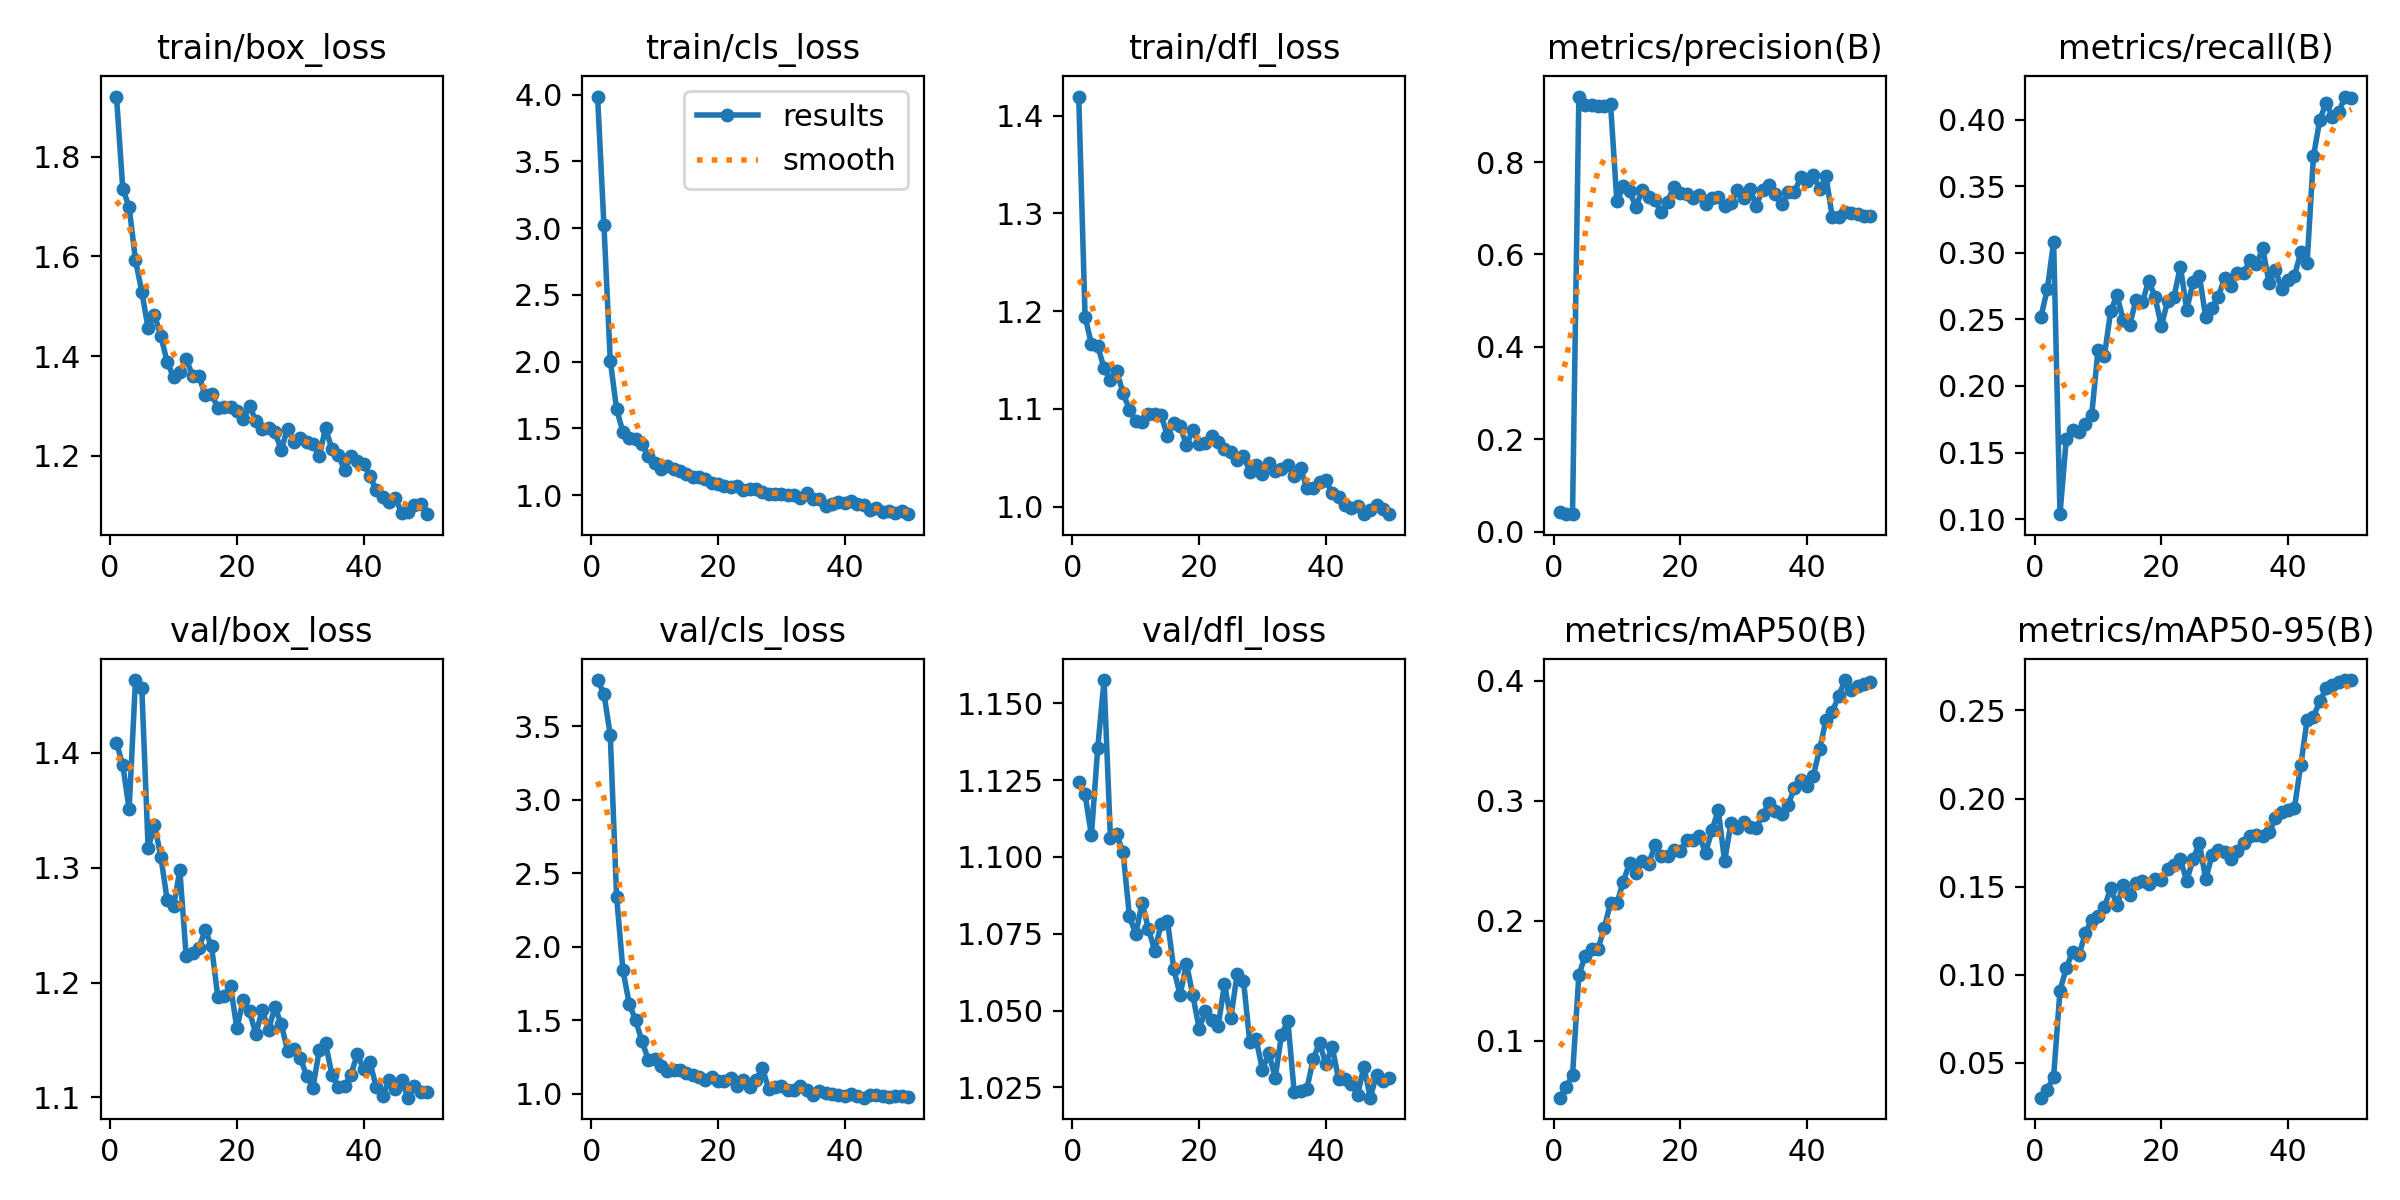 train/box_loss
1.8
1.6
1.4
1.2
0 20 40
train/cls_loss
results
smooth
4.0
3.5
3.0
2.5
2.0
1.5
1.0
0 20 40
train/dfl_loss
1.4
1.3
1.2
1.1
1.0
0 20 40
metrics/precision(B)
0.8
0.6
0.4
0.2
0.0
0 20 40
metrics/recall(B)
0.40
0.35
0.30
0.25
0.20
0.15
0.10
0 20 40
val/box_loss
1.4
1.3
1.2
1.1
0 20 40
val/cls_loss
3.5
3.0
2.5
2.0
1.5
1.0
0 20 40
val/dfl_loss
1.150
1.125
1.100
1.075
1.050
1.025
0 20 40
metrics/mAP50(B)
0.4
0.3
0.2
0.1
0 20 40
metrics/mAP50-95(B)
0.25
0.20
0.15
0.10
0.05
0 20 40